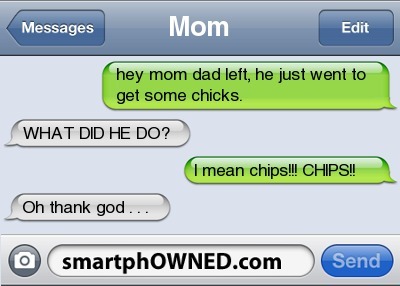 Messages
Mom
Edit
hey mom dad left, he just went to
get some chicks.
WHAT DID HE DO?
I mean chips!!! CHIPS!!
Oh thank god . . .
smartphOWNED.com
Send